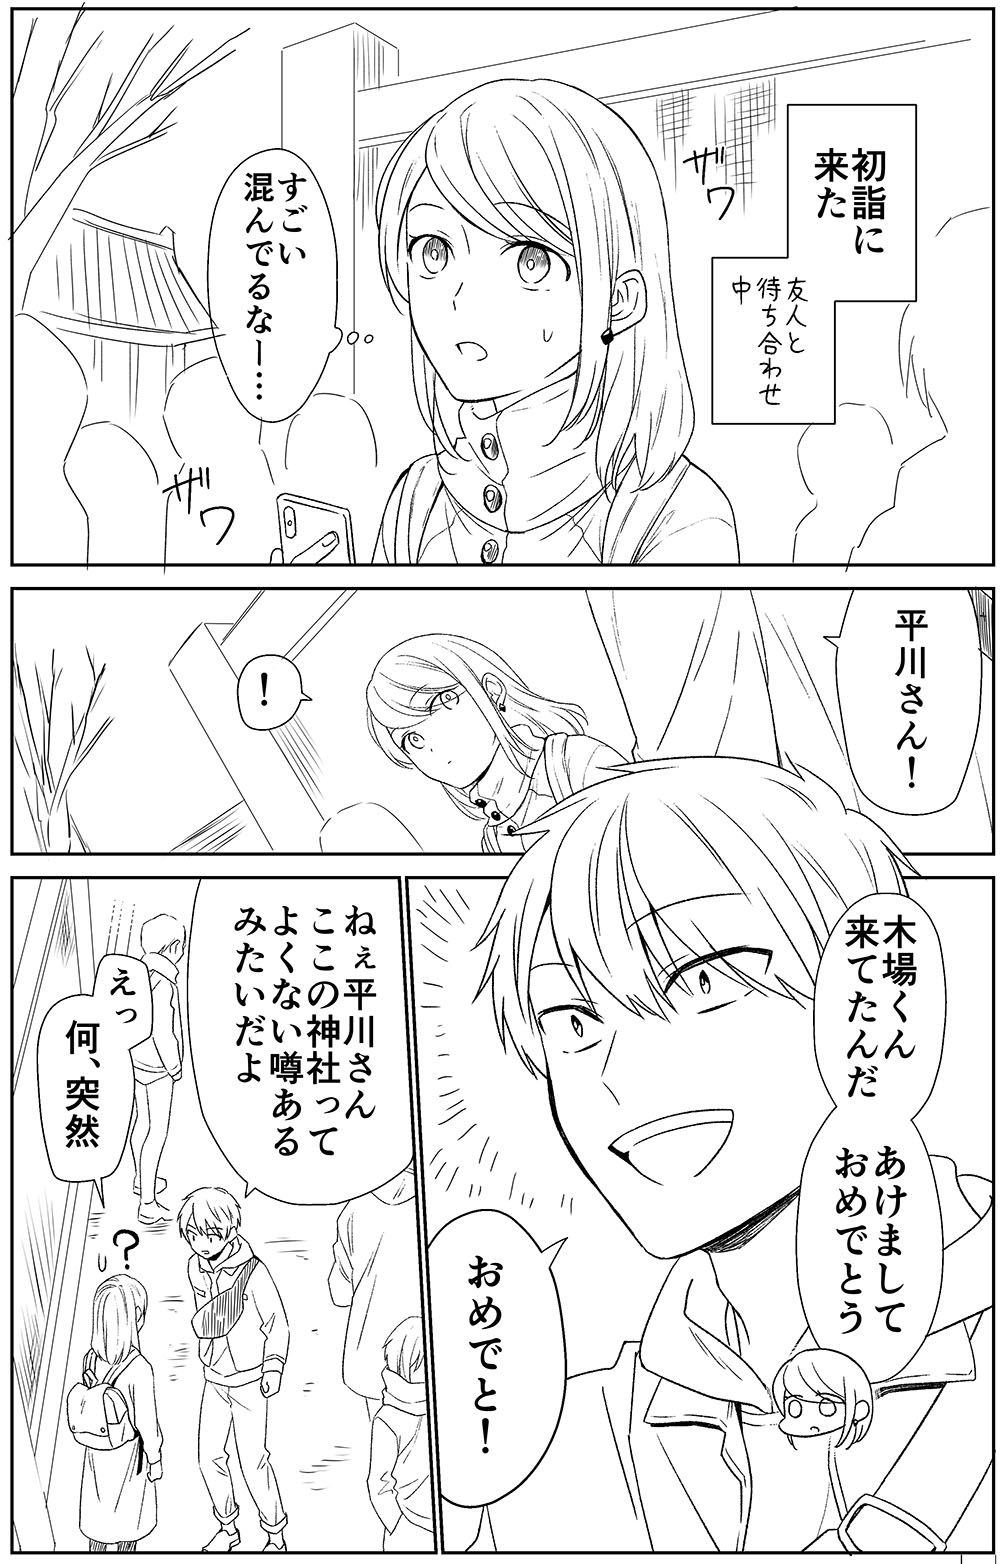 初詣に
来た
友人と
待ち合わせ
中
ザワ
すごい
混んでるなー…
ザワ
平川さん！
！
木場くん
来てたんだ
あけまして
おめでとう
おめでと！
ねぇ平川さん
ここの神社って
よくない噂ある
みたいだよ
えっ
何、突然
？